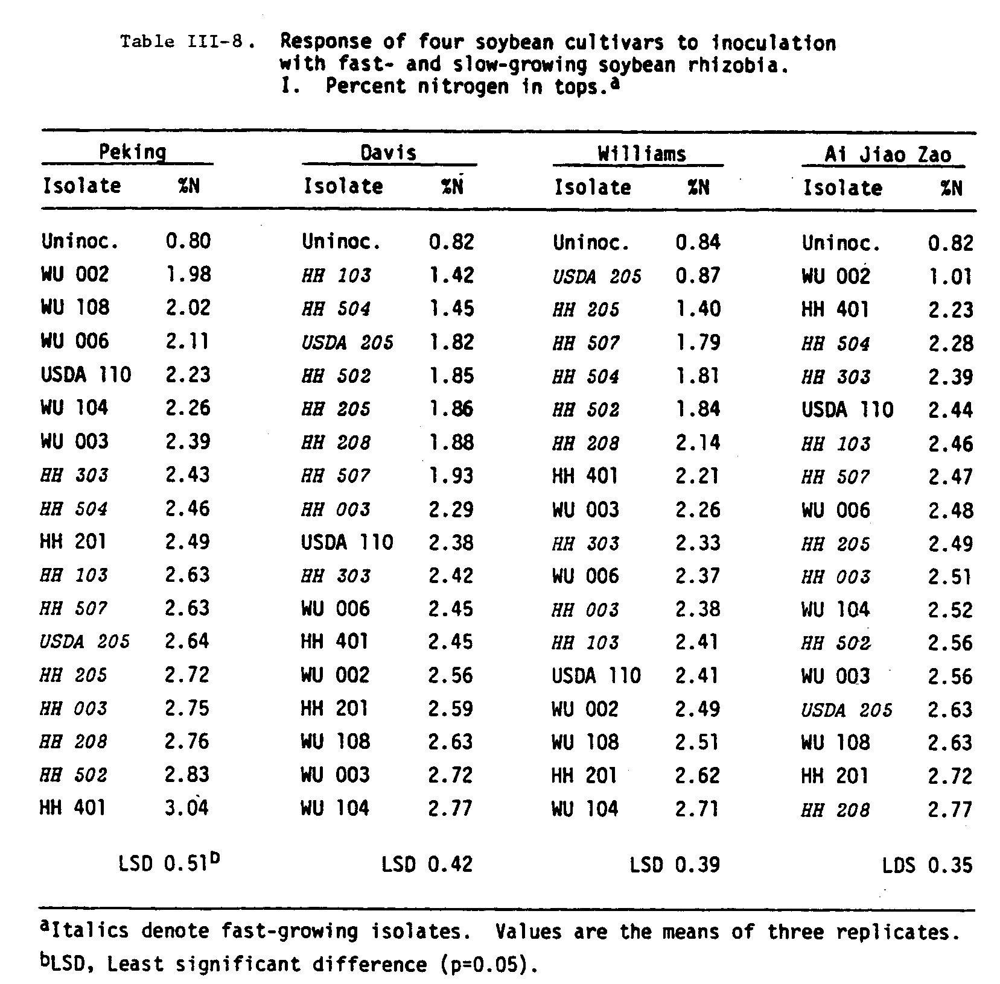 Table III-8. Response of four soybean cultivars to inoculation
with fast- and slow-growing soybean rhizobia.
I. Percent nitrogen in tops.a
Peking Davis Williams Ai Jiao Zao
Isolate %N Isolate %N Isolate %N Isolate %N
Uninoc. 0.80 Uninoc. 0.82 Uninoc. 0.84 Uninoc. 0.82
WU 002 1.98 HH 103 1.42 USDA 205 0.87 WU 002 1.01
WU 108 2.02 HH 504 1.45 HH 205 1.40 HH 401 2.23
WU 006 2.11 USDA 205 1.82 HH 507 1.79 HH 504 2.28
USDA 110 2.23 HH 502 1.85 HH 504 1.81 HH 303 2.39
WU 104 2.26 HH 205 1.86 HH 502 1.84 USDA 110 2.44
WU 003 2.39 HH 208 1.88 HH 208 2.14 HH 103 2.46
HH 303 2.43 HH 507 1.93 HH 401 2.21 HH 507 2.47
HH 504 2.46 HH 003 2.29 WU 003 2.26 WU 006 2.48
HH 201 2.49 USDA 110 2.38 HH 303 2.33 HH 205 2.49
HH 103 2.63 HH 303 2.42 WU 006 2.37 HH 003 2.51
HH 507 2.63 WU 006 2.45 HH 003 2.38 WU 104 2.52
USDA 205 2.64 HH 401 2.45 HH 103 2.41 HH 502 2.56
HH 205 2.72 WU 002 2.56 USDA 110 2.41 WU 003 2.56
HH 003 2.75 HH 201 2.59 WU 002 2.49 USDA 205 2.63
HH 208 2.76 WU 108 2.63 WU 108 2.51 WU 108 2.63
HH 502 2.83 WU 003 2.72 HH 201 2.62 HH 201 2.72
HH 401 3.04 WU 104 2.77 WU 104 2.71 HH 208 2.77
LSD 0.51b LSD 0.42 LSD 0.39 LDS 0.35
aItalics denote fast-growing isolates. Values are the means of three replicates.
bLSD, Least significant difference (p=0.05).